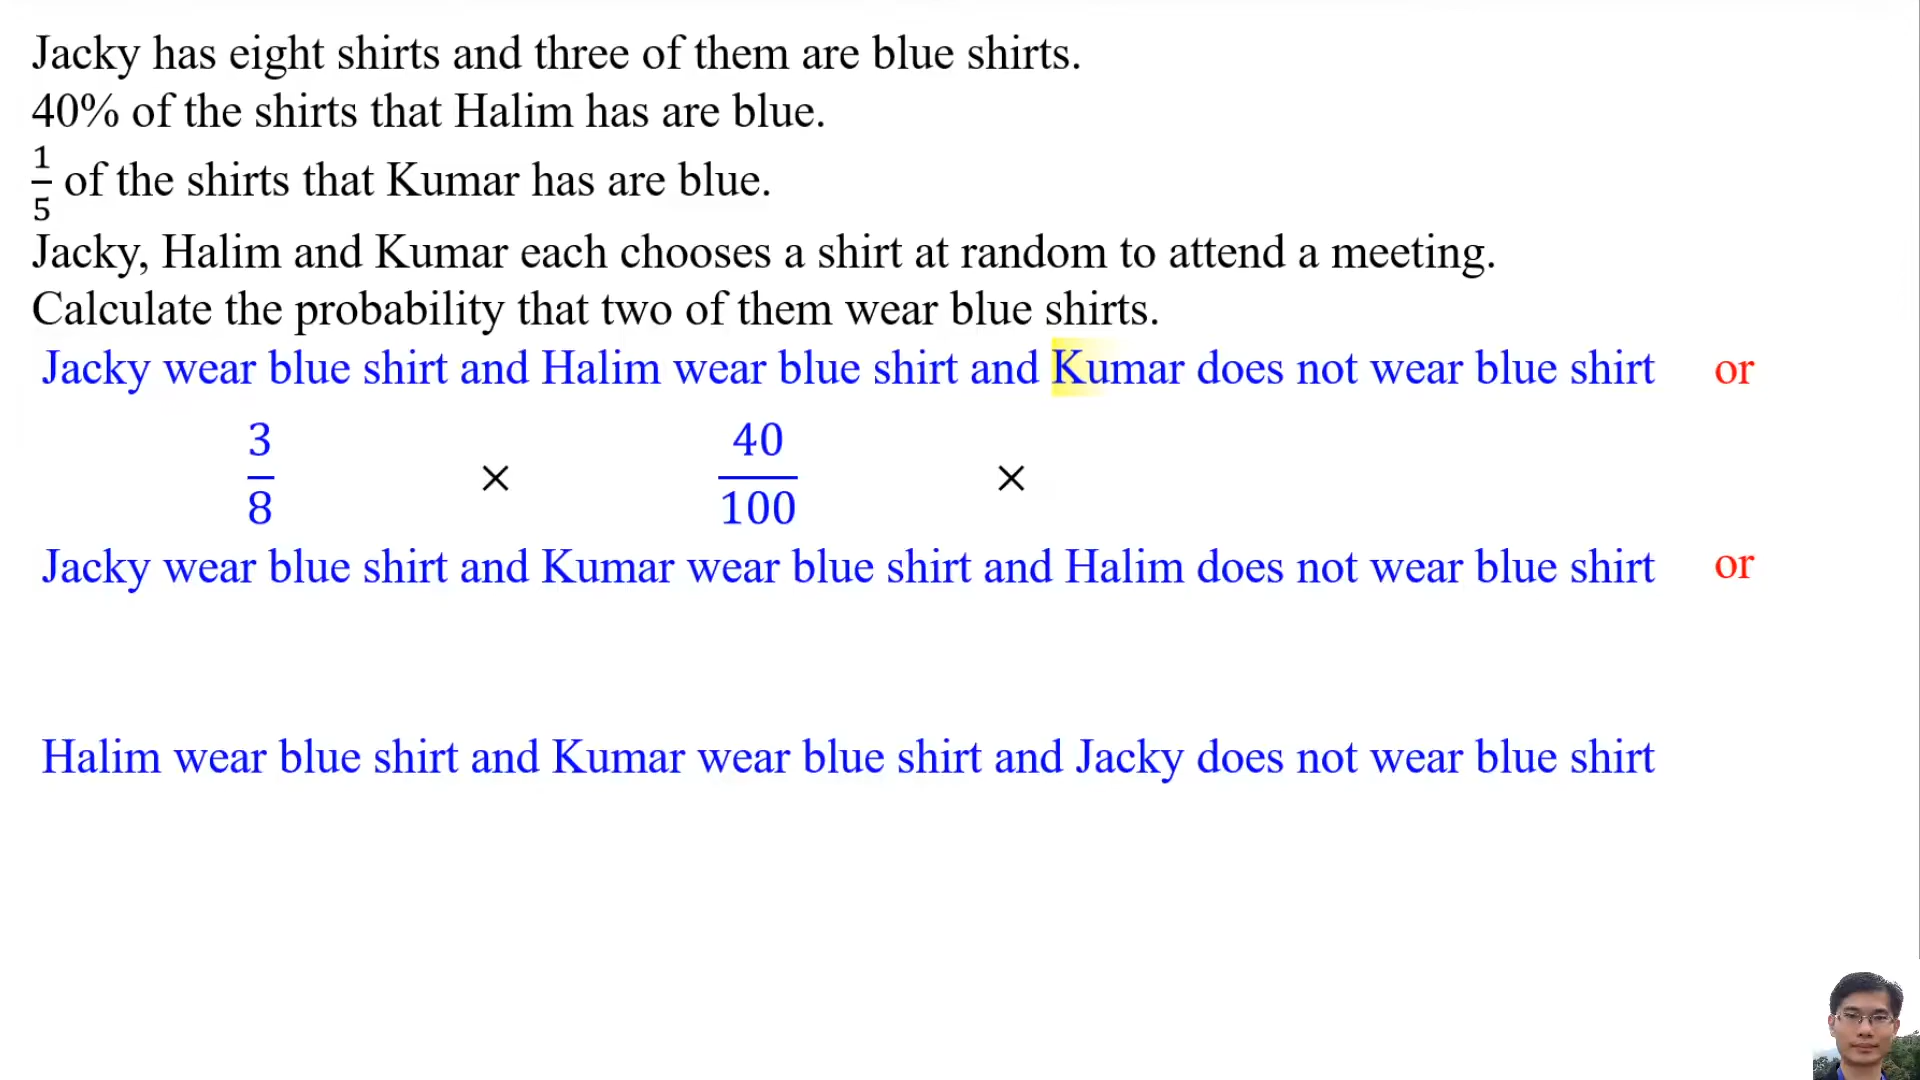 Jacky has eight shirts and three of them are blue shirts.
40% of the shirts that Halim has are blue.
1/5 of the shirts that Kumar has are blue.
Jacky, Halim and Kumar each chooses a shirt at random to attend a meeting.
Calculate the probability that two of them wear blue shirts.
Jacky wear blue shirt and Halim wear blue shirt and Kumar does not wear blue shirt or
3/8 × 40/100 ×
Jacky wear blue shirt and Kumar wear blue shirt and Halim does not wear blue shirt or
Halim wear blue shirt and Kumar wear blue shirt and Jacky does not wear blue shirt